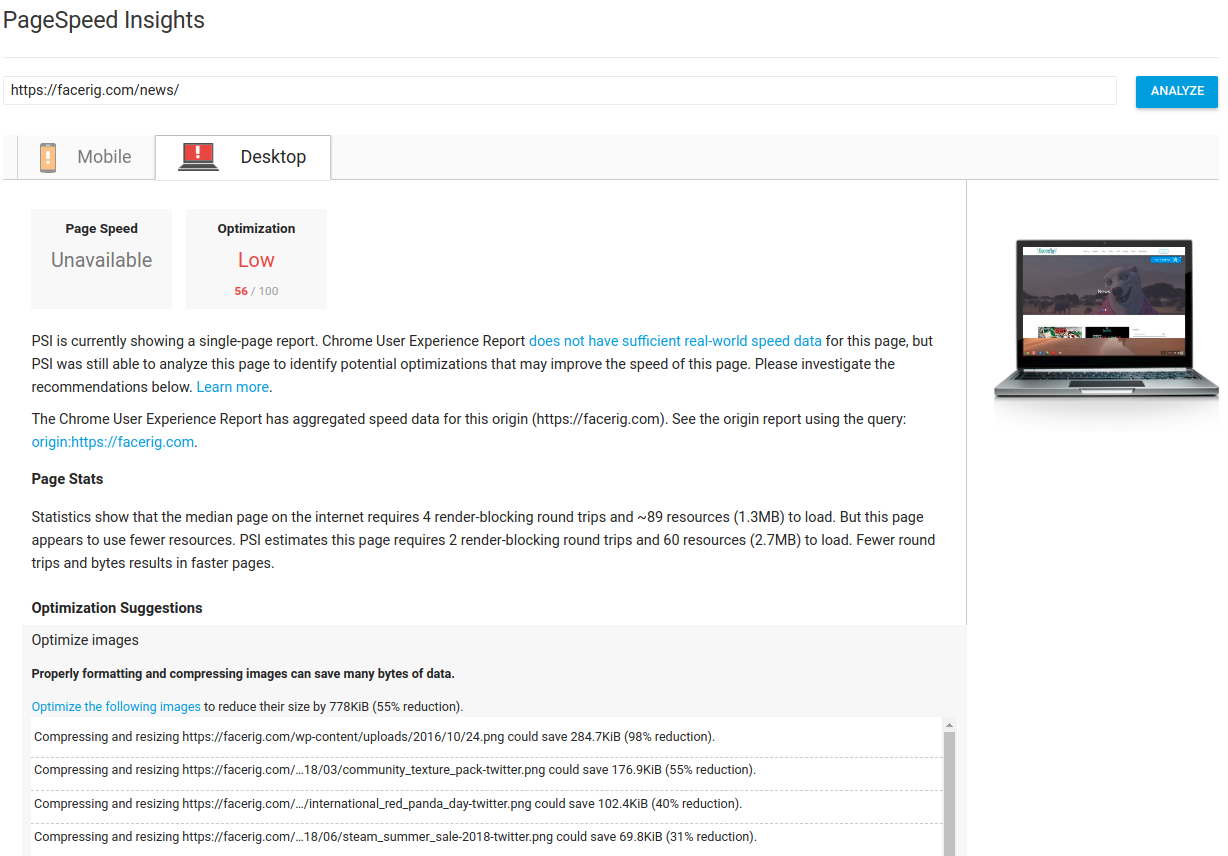 PageSpeed Insights
https://facerig.com/news/
ANALYZE
Mobile
Desktop
Page Speed
Unavailable
Optimization
Low
56 / 100
PSI is currently showing a single-page report. Chrome User Experience Report does not have sufficient real-world speed data for this page, but
PSI was still able to analyze this page to identify potential optimizations that may improve the speed of this page. Please investigate the
recommendations below. Learn more.
The Chrome User Experience Report has aggregated speed data for this origin (https://facerig.com). See the origin report using the query:
origin:https://facerig.com.
Page Stats
Statistics show that the median page on the internet requires 4 render-blocking round trips and ~89 resources (1.3MB) to load. But this page
appears to use fewer resources. PSI estimates this page requires 2 render-blocking round trips and 60 resources (2.7MB) to load. Fewer round
trips and bytes results in faster pages.
Optimization Suggestions
Optimize images
Properly formatting and compressing images can save many bytes of data.
Optimize the following images to reduce their size by 778KiB (55% reduction).
Compressing and resizing https://facerig.com/wp-content/uploads/2016/10/24.png could save 284.7KiB (98% reduction).
Compressing and resizing https://facerig.com/…18/03/community_texture_pack-twitter.png could save 176.9KiB (55% reduction).
Compressing and resizing https://facerig.com/…/international_red_panda_day-twitter.png could save 102.4KiB (40% reduction).
Compressing and resizing https://facerig.com/…18/06/steam_summer_sale-2018-twitter.png could save 69.8KiB (31% reduction).
facerig
News